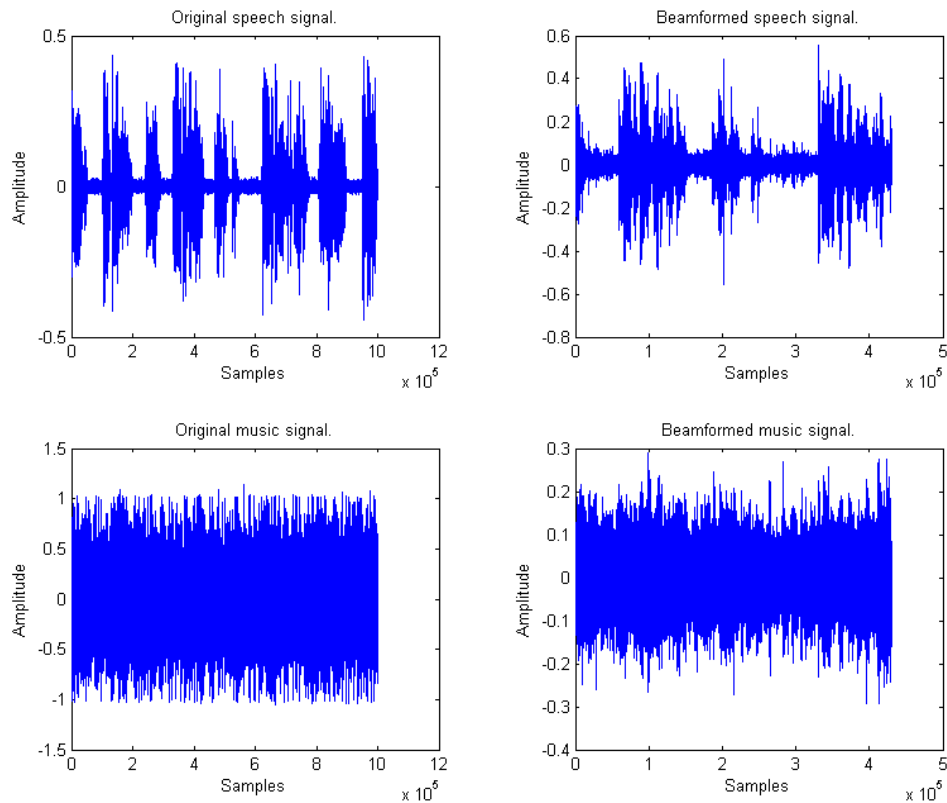 Original speech signal.
0.5
0
-0.5
Amplitude
0 2 4 6 8 10 12
Samples
x 10^5
Beamformed speech signal.
0.6
0.4
0.2
0
-0.2
-0.4
-0.6
-0.8
Amplitude
0 1 2 3 4 5
Samples
x 10^5
Original music signal.
1.5
1
0.5
0
-0.5
-1
-1.5
Amplitude
0 2 4 6 8 10 12
Samples
x 10^5
Beamformed music signal.
0.3
0.2
0.1
0
-0.1
-0.2
-0.3
-0.4
Amplitude
0 1 2 3 4 5
Samples
x 10^5